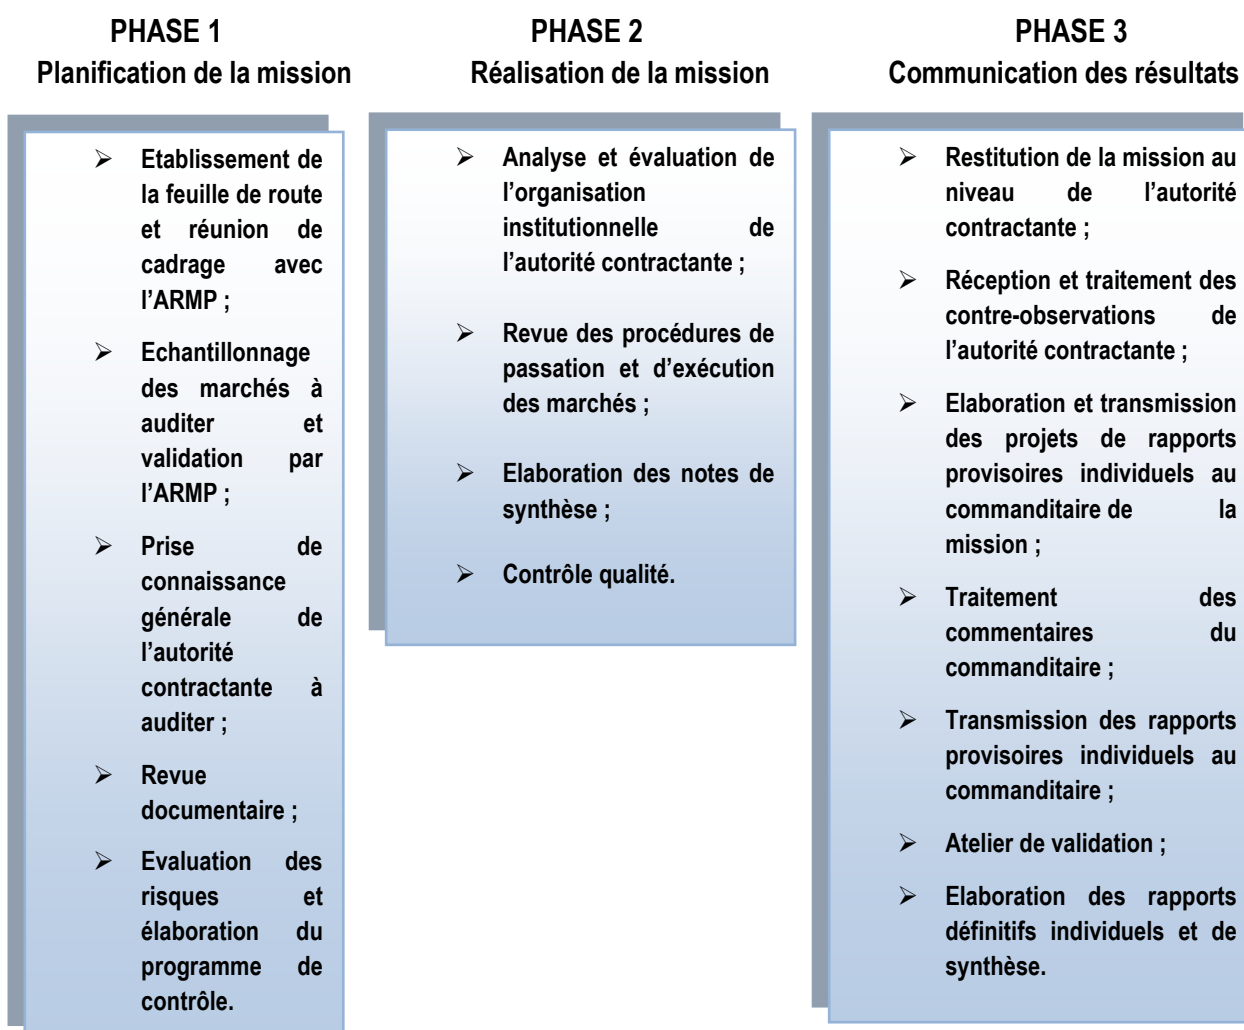 PHASE 1
Planification de la mission
➢ Etablissement de
la feuille de route
et réunion de
cadrage avec
l'ARMP ;
➢ Echantillonnage
des marchés à
auditer et
validation par
l'ARMP ;
➢ Prise de
connaissance
générale de
l'autorité
contractante à
auditer ;
➢ Revue
documentaire ;
➢ Evaluation des
risques et
élaboration du
programme de
contrôle.
PHASE 2
Réalisation de la mission
➢ Analyse et évaluation de
l'organisation
institutionnelle de
l'autorité contractante ;
➢ Revue des procédures de
passation et d'exécution
des marchés ;
➢ Elaboration des notes de
synthèse ;
➢ Contrôle qualité.
PHASE 3
Communication des résultats
➢ Restitution de la mission au
niveau de l'autorité
contractante ;
➢ Réception et traitement des
contre-observations de
l'autorité contractante ;
➢ Elaboration et transmission
des projets de rapports
provisoires individuels au
commanditaire de la
mission ;
➢ Traitement des
commentaires du
commanditaire ;
➢ Transmission des rapports
provisoires individuels au
commanditaire ;
➢ Atelier de validation ;
➢ Elaboration des rapports
définitifs individuels et de
synthèse.